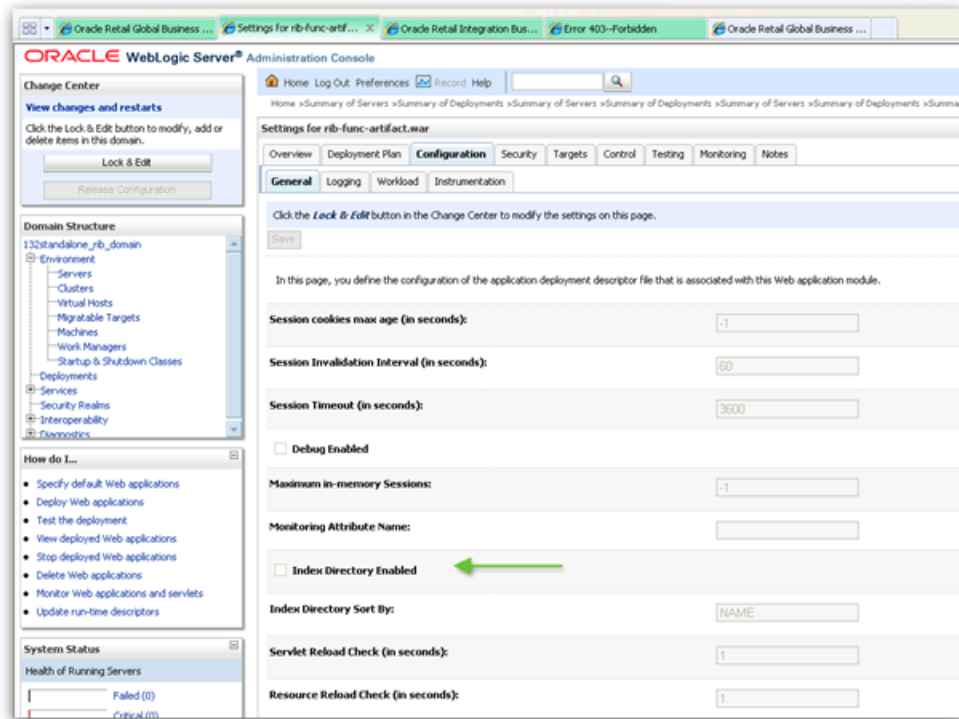 Oracle Retail Global Business ...
Settings for rib-func-artif... X
Oracle Retail Integration Bus...
Error 403--Forbidden
Oracle Retail Global Business ...
ORACLE WebLogic Server® Administration Console
Change Center
View changes and restarts
Click the Lock & Edit button to modify, add or
delete items in this domain.
Lock & Edit
Release Configuration
Domain Structure
132standalone_rib_domain
Environment
Servers
Clusters
Virtual Hosts
Migratable Targets
Machines
Work Managers
Startup & Shutdown Classes
Deployments
Services
Security Realms
Interoperability
Diagnostics
How do I...
Specify default Web applications
Deploy Web applications
Test the deployment
View deployed Web applications
Stop deployed Web applications
Delete Web applications
Monitor Web applications and servlets
Update run-time descriptors
System Status
Health of Running Servers
Failed (0)
Critical (0)
Home Log Out Preferences Record Help
Home >Summary of Servers >Summary of Deployments >Summary of Servers >Summary of Deployments >Summary of Servers >Summary of Deployments >Summa
Settings for rib-func-artifact.war
Overview Deployment Plan Configuration Security Targets Control Testing Monitoring Notes
General Logging Workload Instrumentation
Click the Lock & Edit button in the Change Center to modify the settings on this page.
Save
In this page, you define the configuration of the application deployment descriptor file that is associated with this Web application module.
Session cookies max age (in seconds): -1
Session Invalidation Interval (in seconds): 60
Session Timeout (in seconds): 3600
Debug Enabled
Maximum in-memory Sessions: -1
Monitoring Attribute Name:
Index Directory Enabled
Index Directory Sort By: NAME
Servlet Reload Check (in seconds): 1
Resource Reload Check (in seconds): 1